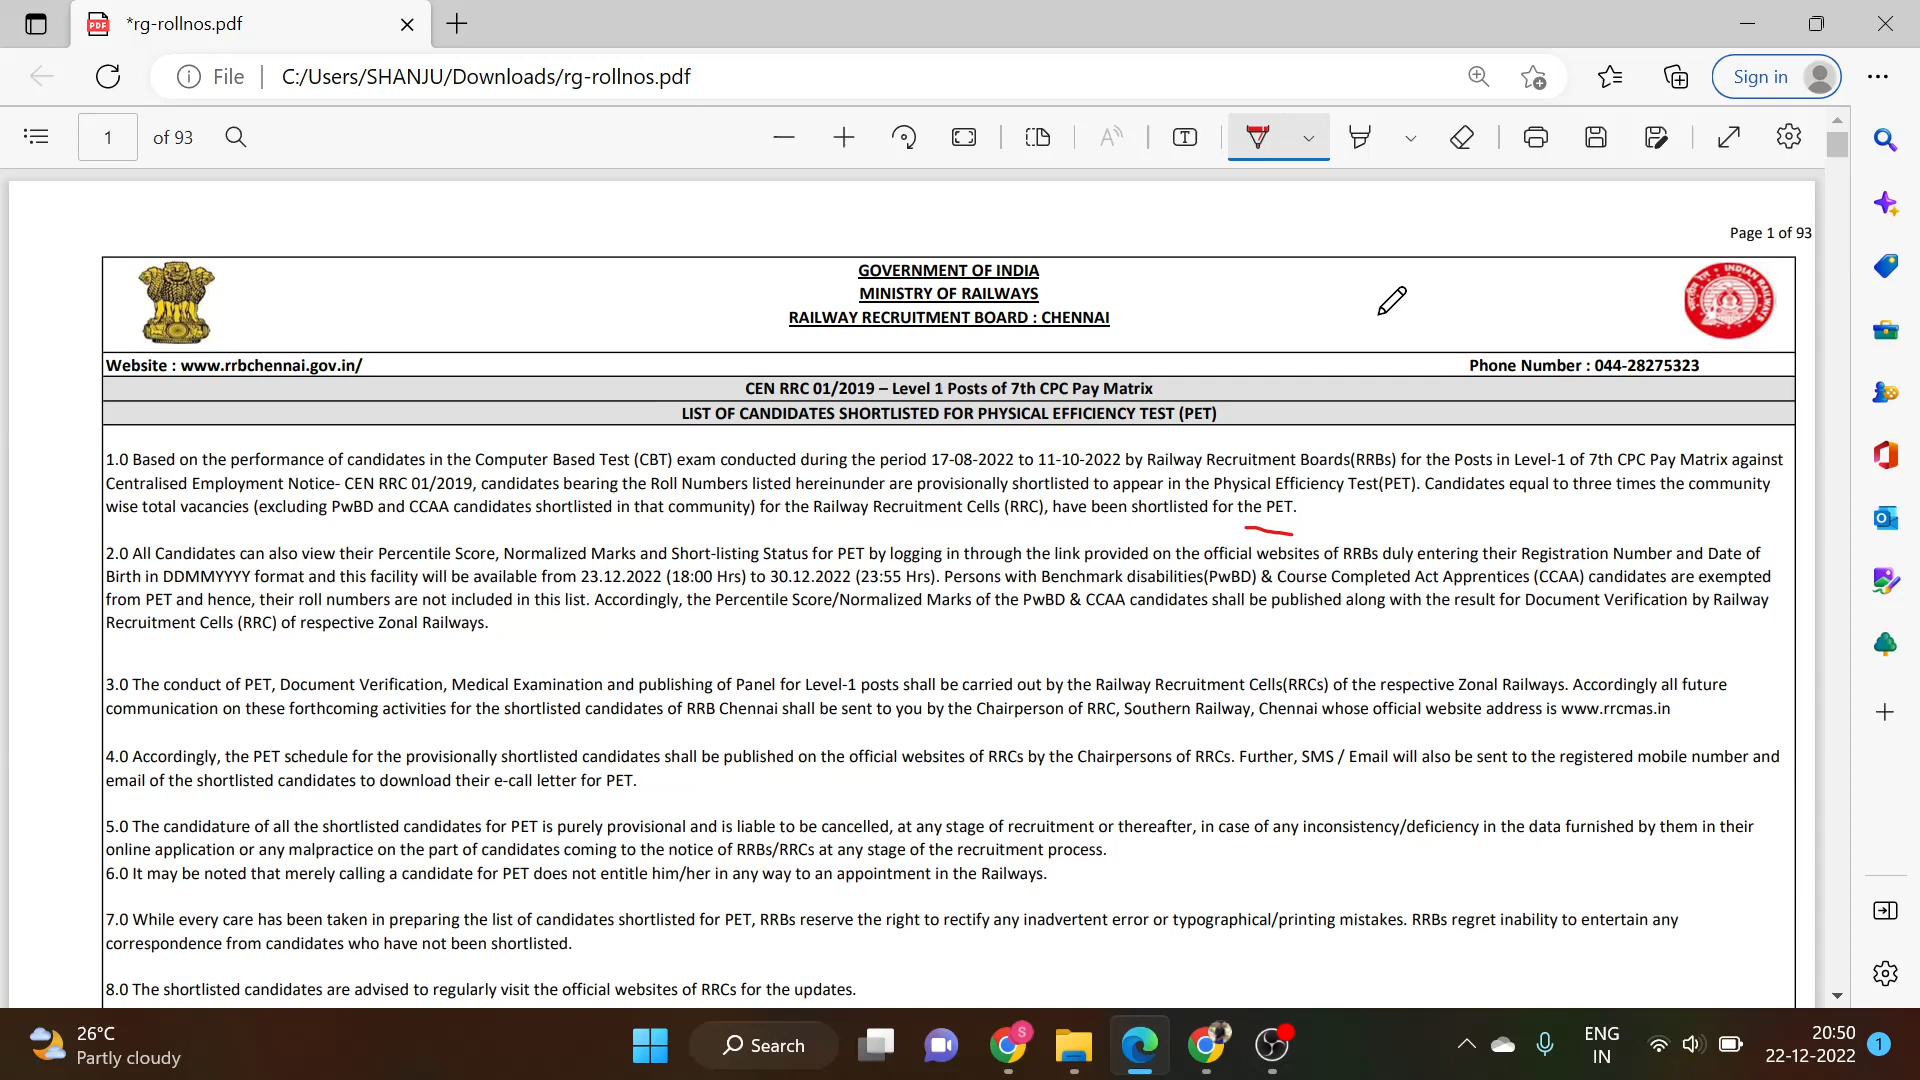 *rg-rollnos.pdf
File
C:/Users/SHANJU/Downloads/rg-rollnos.pdf
Sign in
1
of 93
Page 1 of 93
GOVERNMENT OF INDIA
MINISTRY OF RAILWAYS
RAILWAY RECRUITMENT BOARD : CHENNAI
Website : www.rrbchennai.gov.in/
Phone Number : 044-28275323
CEN RRC 01/2019 – Level 1 Posts of 7th CPC Pay Matrix
LIST OF CANDIDATES SHORTLISTED FOR PHYSICAL EFFICIENCY TEST (PET)
1.0 Based on the performance of candidates in the Computer Based Test (CBT) exam conducted during the period 17-08-2022 to 11-10-2022 by Railway Recruitment Boards(RRBs) for the Posts in Level-1 of 7th CPC Pay Matrix against
Centralised Employment Notice- CEN RRC 01/2019, candidates bearing the Roll Numbers listed hereinunder are provisionally shortlisted to appear in the Physical Efficiency Test(PET). Candidates equal to three times the community
wise total vacancies (excluding PwBD and CCAA candidates shortlisted in that community) for the Railway Recruitment Cells (RRC), have been shortlisted for the PET.
2.0 All Candidates can also view their Percentile Score, Normalized Marks and Short-listing Status for PET by logging in through the link provided on the official websites of RRBs duly entering their Registration Number and Date of
Birth in DDMMYYYY format and this facility will be available from 23.12.2022 (18:00 Hrs) to 30.12.2022 (23:55 Hrs). Persons with Benchmark disabilities(PwBD) & Course Completed Act Apprentices (CCAA) candidates are exempted
from PET and hence, their roll numbers are not included in this list. Accordingly, the Percentile Score/Normalized Marks of the PwBD & CCAA candidates shall be published along with the result for Document Verification by Railway
Recruitment Cells (RRC) of respective Zonal Railways.
3.0 The conduct of PET, Document Verification, Medical Examination and publishing of Panel for Level-1 posts shall be carried out by the Railway Recruitment Cells(RRCs) of the respective Zonal Railways. Accordingly all future
communication on these forthcoming activities for the shortlisted candidates of RRB Chennai shall be sent to you by the Chairperson of RRC, Southern Railway, Chennai whose official website address is www.rrcmas.in
4.0 Accordingly, the PET schedule for the provisionally shortlisted candidates shall be published on the official websites of RRCs by the Chairpersons of RRCs. Further, SMS / Email will also be sent to the registered mobile number and
email of the shortlisted candidates to download their e-call letter for PET.
5.0 The candidature of all the shortlisted candidates for PET is purely provisional and is liable to be cancelled, at any stage of recruitment or thereafter, in case of any inconsistency/deficiency in the data furnished by them in their
online application or any malpractice on the part of candidates coming to the notice of RRBs/RRCs at any stage of the recruitment process.
6.0 It may be noted that merely calling a candidate for PET does not entitle him/her in any way to an appointment in the Railways.
7.0 While every care has been taken in preparing the list of candidates shortlisted for PET, RRBs reserve the right to rectify any inadvertent error or typographical/printing mistakes. RRBs regret inability to entertain any
correspondence from candidates who have not been shortlisted.
8.0 The shortlisted candidates are advised to regularly visit the official websites of RRCs for the updates.
26°C
Partly cloudy
Search
ENG
IN
20:50
22-12-2022
1